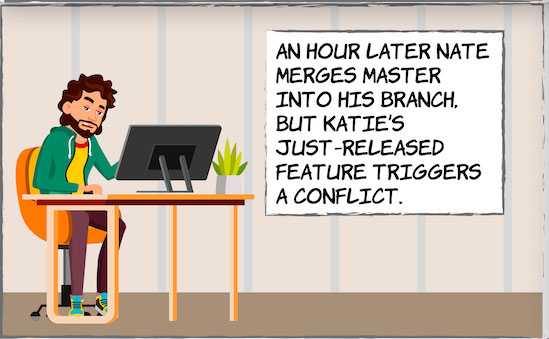 AN HOUR LATER NATE
MERGES MASTER
INTO HIS BRANCH,
BUT KATIE'S
JUST-RELEASED
FEATURE TRIGGERS
A CONFLICT.